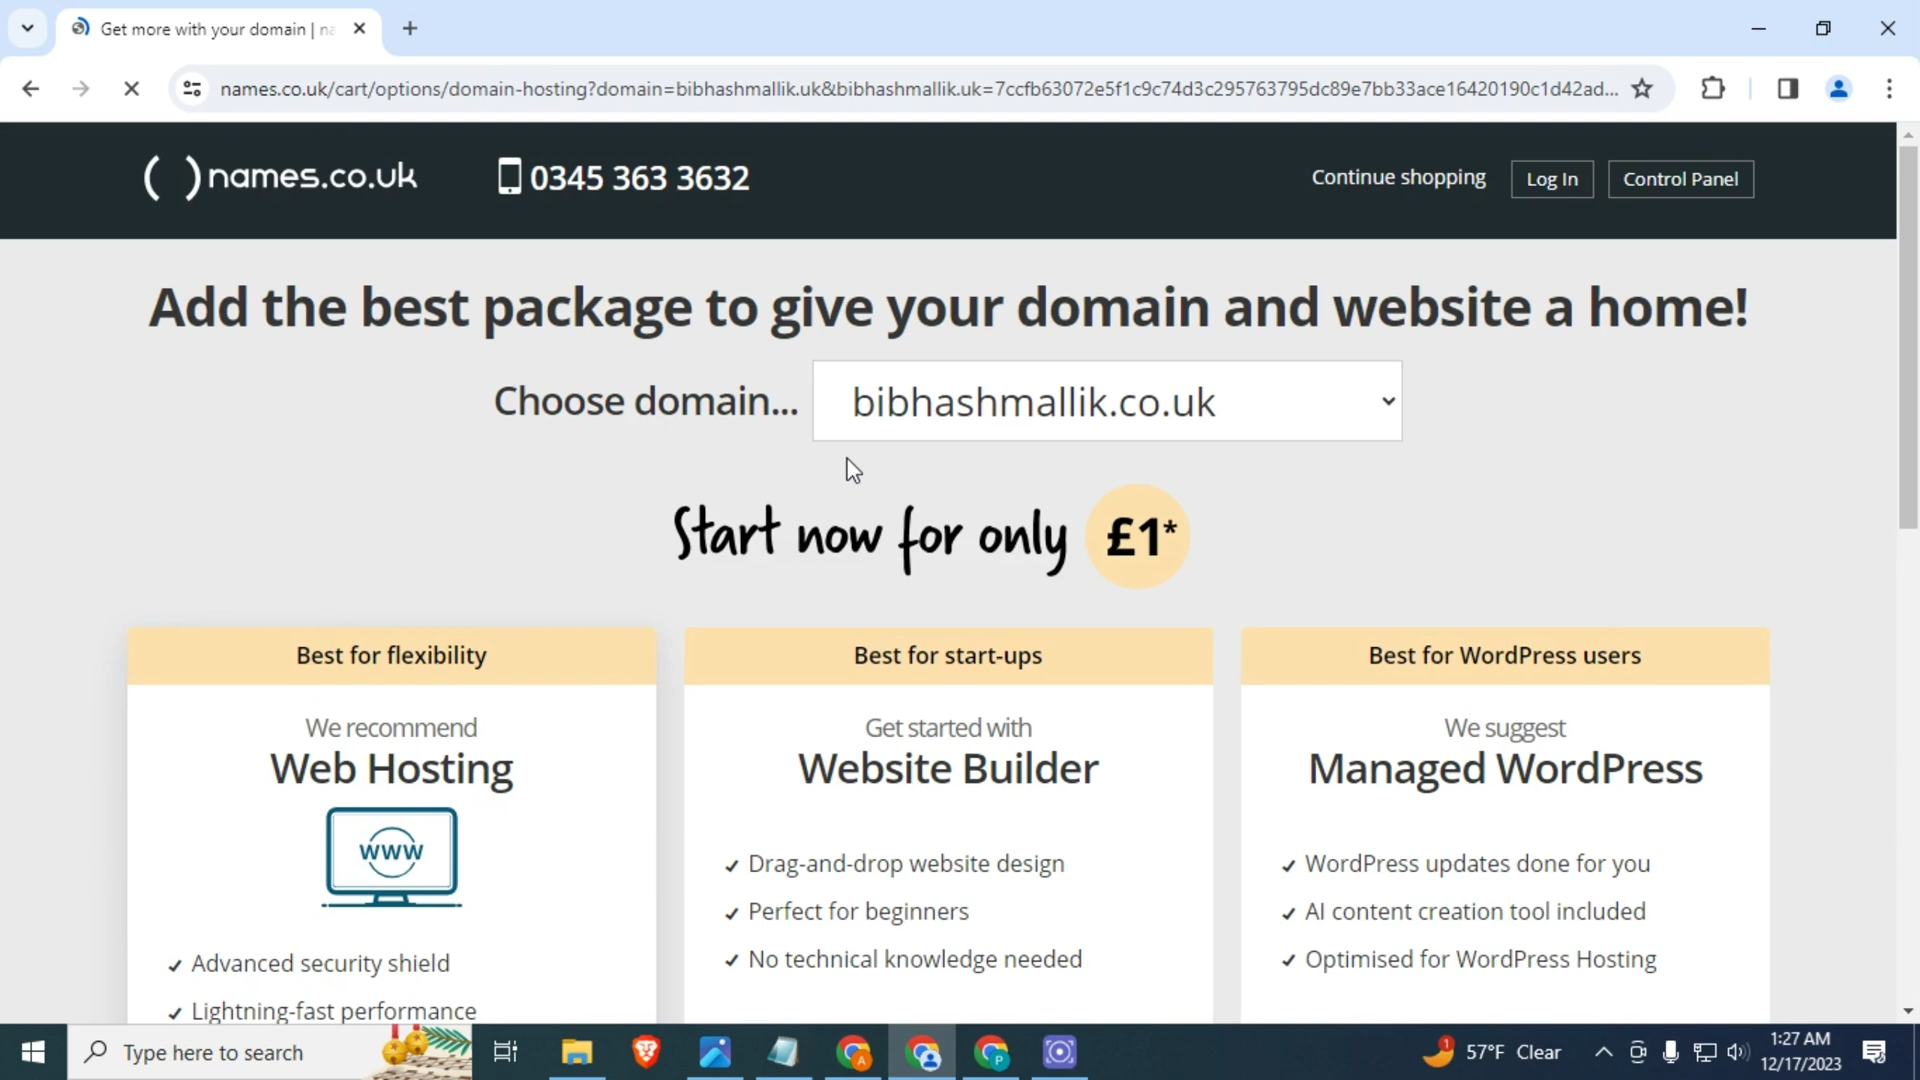 Get more with your domain | na
names.co.uk/cart/options/domain-hosting?domain=bibhashmallik.uk&bibhashmallik.uk=7ccfb63072e5f1c9c74d3c295763795dc89e7bb33ace16420190c1d42ad...
( ) names.co.uk
0345 363 3632
Continue shopping
Log In
Control Panel
Add the best package to give your domain and website a home!
Choose domain...
bibhashmallik.co.uk
Start now for only £1*
Best for flexibility
We recommend
Web Hosting
www
✓ Advanced security shield
✓ Lightning-fast performance
Best for start-ups
Get started with
Website Builder
✓ Drag-and-drop website design
✓ Perfect for beginners
✓ No technical knowledge needed
Best for WordPress users
We suggest
Managed WordPress
✓ WordPress updates done for you
✓ AI content creation tool included
✓ Optimised for WordPress Hosting
Type here to search
A
P
1
57°F Clear
1:27 AM
12/17/2023